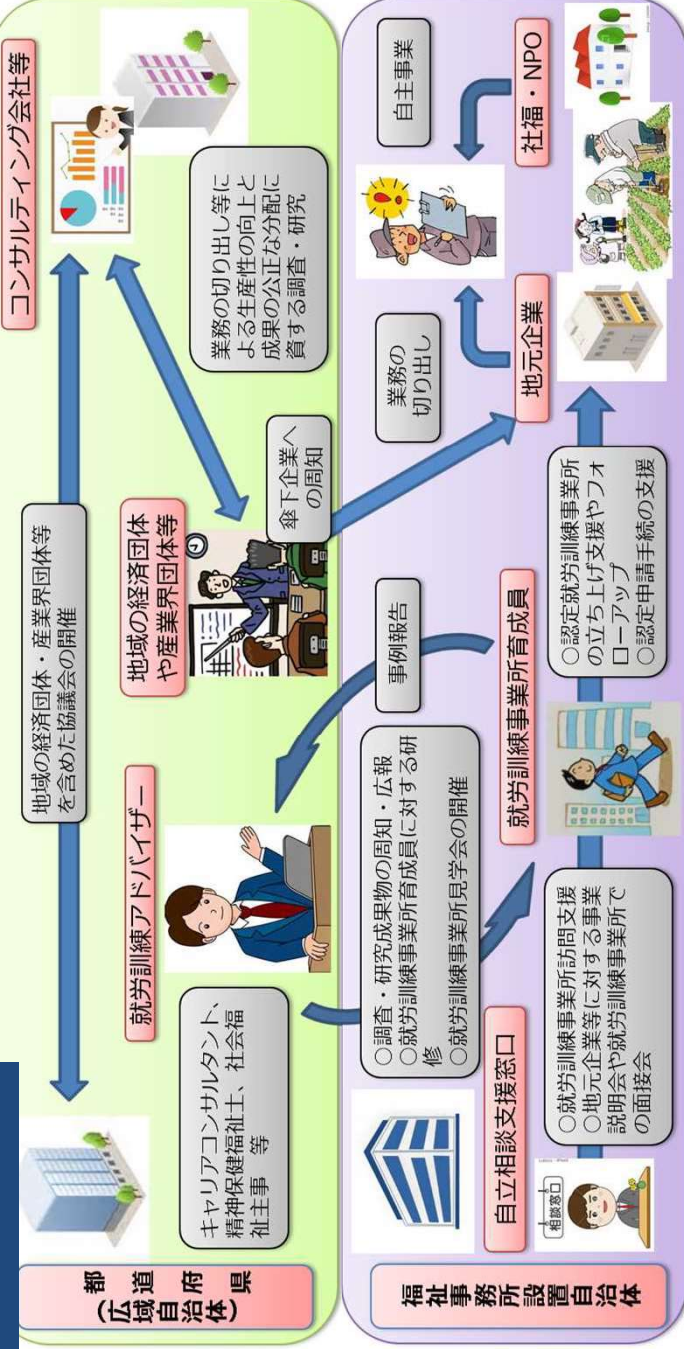 都道府県
(広域自治体)
コンサルティング会社等
地域の経済団体・産業界団体等
を含めた協議会の開催
業務の切り出し等に
よる生産性の向上と
成果の公正な分配に
資する調査・研究
地域の経済団体
や産業界団体等
傘下企業へ
の周知
就労訓練アドバイザー
キャリアコンサルタント、
精神保健福祉士、社会福
祉主事　等
事例報告
○調査・研究成果物の周知・広報
○就労訓練事業所育成員に対する研
修
○就労訓練事業所見学会の開催
福祉事務所設置自治体
自立相談支援窓口
相談窓口
○就労訓練事業所訪問支援
○地元企業等に対する事業
説明会や就労訓練事業所で
の面接会
就労訓練事業所育成員
○認定就労訓練事業所
の立ち上げ支援やフォ
ローアップ
○認定申請手続の支援
地元企業
業務の
切り出し
自主事業
社福・NPO